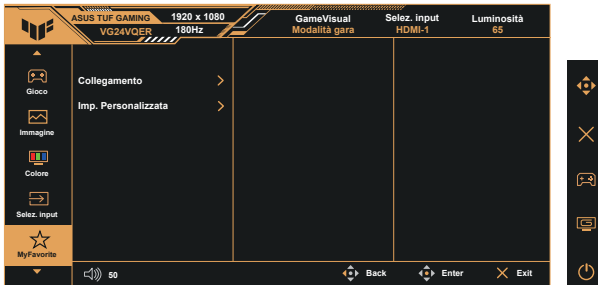 ASUS TUF GAMING 1920 x 1080 GameVisual Selez. input Luminosità
VG24VQER 180Hz Modalità gara HDMI-1 65
Gioco
Immagine
Colore
Selez. input
MyFavorite
Collegamento
Imp. Personalizzata
50 Back Enter Exit